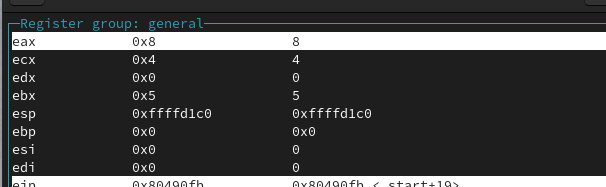 Register group: general
eax 0x8 8
ecx 0x4 4
edx 0x0 0
ebx 0x5 5
esp 0xffffd1c0 0xffffd1c0
ebp 0x0 0x0
esi 0x0 0
edi 0x0 0
eip 0x80490fb 0x80490fb <_start+19>